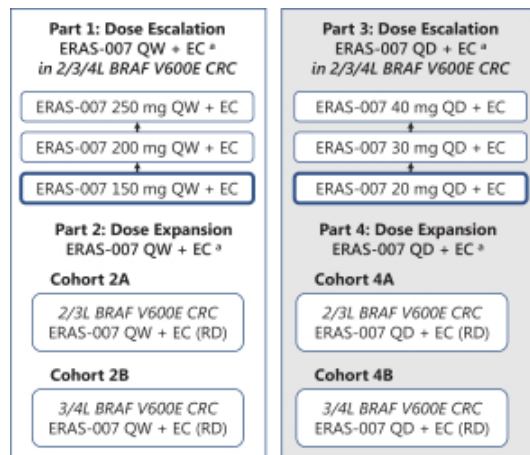 Part 1: Dose Escalation
ERAS-007 QW + EC ª
in 2/3/4L BRAF V600E CRC
ERAS-007 250 mg QW + EC
ERAS-007 200 mg QW + EC
ERAS-007 150 mg QW + EC
Part 2: Dose Expansion
ERAS-007 QW + EC ª
Cohort 2A
2/3L BRAF V600E CRC
ERAS-007 QW + EC (RD)
Cohort 2B
3/4L BRAF V600E CRC
ERAS-007 QW + EC (RD)
Part 3: Dose Escalation
ERAS-007 QD + EC ª
in 2/3/4L BRAF V600E CRC
ERAS-007 40 mg QD + EC
ERAS-007 30 mg QD + EC
ERAS-007 20 mg QD + EC
Part 4: Dose Expansion
ERAS-007 QD + EC ª
Cohort 4A
2/3L BRAF V600E CRC
ERAS-007 QD + EC (RD)
Cohort 4B
3/4L BRAF V600E CRC
ERAS-007 QD + EC (RD)